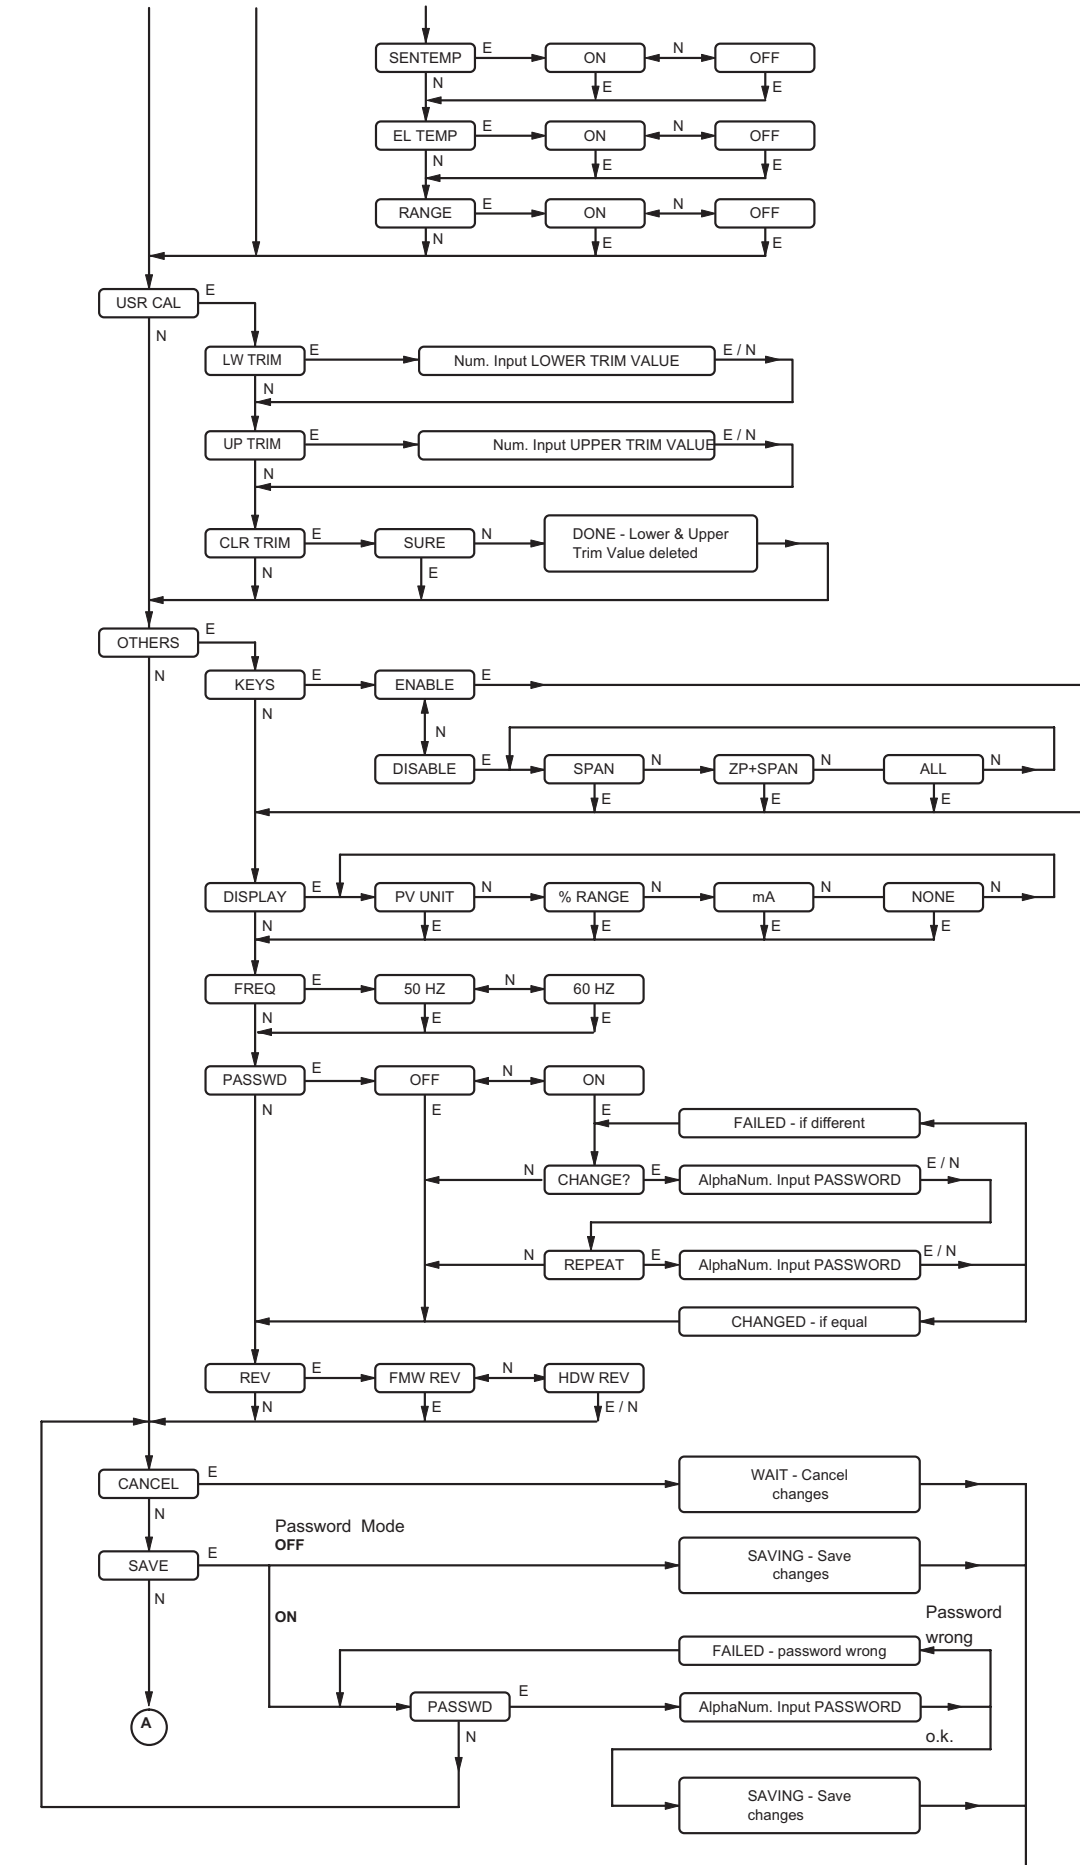 SENTEMP E ON N OFF
N E E
EL TEMP E ON N OFF
N E E
RANGE E ON N OFF
N E E
USR CAL E
N
LW TRIM E Num. Input LOWER TRIM VALUE E / N
N
UP TRIM E Num. Input UPPER TRIM VALUE E / N
N
CLR TRIM E SURE N DONE - Lower & Upper
Trim Value deleted
N E
OTHERS E
N
KEYS E ENABLE E
N
N
DISABLE E SPAN N ZP+SPAN N ALL N
E E E
DISPLAY E PV UNIT N % RANGE N mA N NONE N
N E E E E
FREQ E 50 HZ N 60 HZ
N E E
PASSWD E OFF N ON
N E E
FAILED - if different
N CHANGE? E AlphaNum. Input PASSWORD E / N
N REPEAT E AlphaNum. Input PASSWORD E / N
CHANGED - if equal
REV E FMW REV N HDW REV
N E E / N
CANCEL E WAIT - Cancel
changes
N
Password Mode
OFF
SAVE E SAVING - Save
changes
N
ON
Password
wrong
FAILED - password wrong
PASSWD E AlphaNum. Input PASSWORD
A
N
o.k.
SAVING - Save
changes